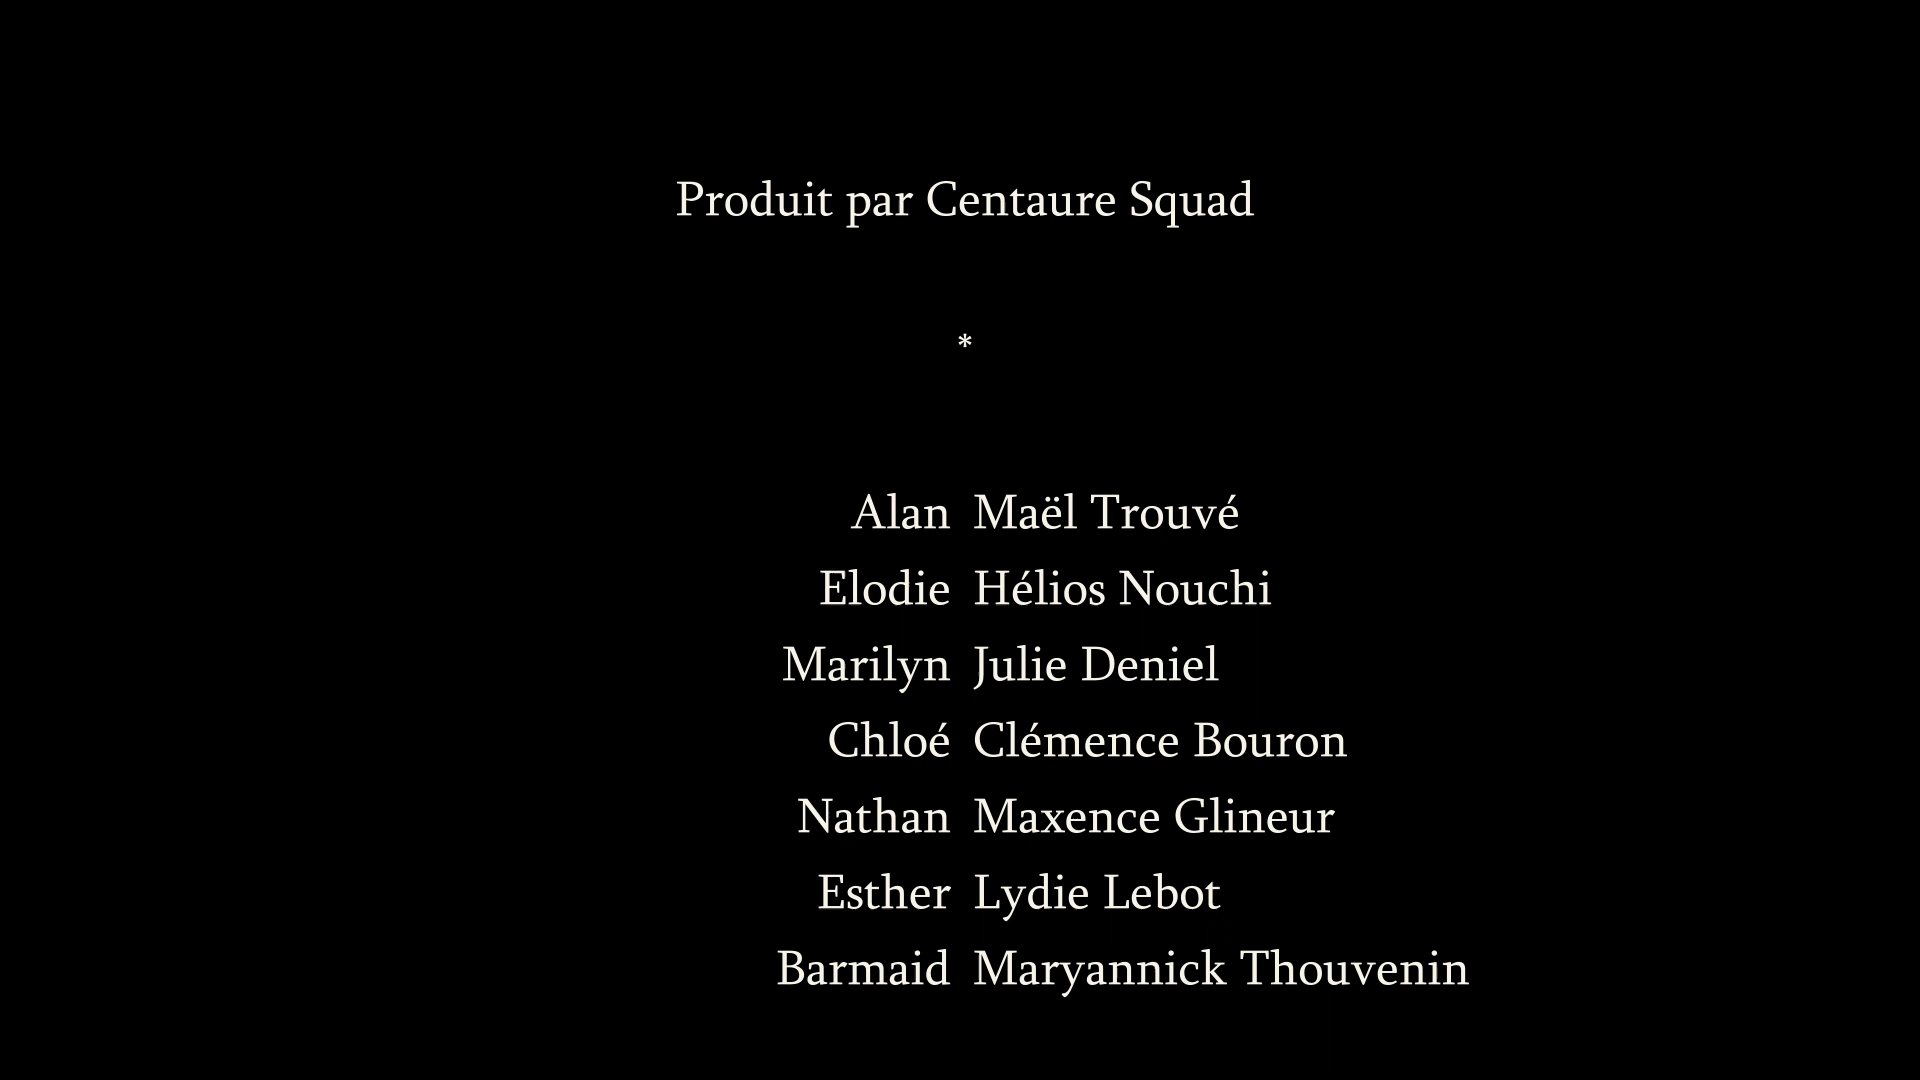 Produit par Centaure Squad
*
Alan Maël Trouvé
Elodie Hélios Nouchi
Marilyn Julie Deniel
Chloé Clémence Bouron
Nathan Maxence Glineur
Esther Lydie Lebot
Barmaid Maryannick Thouvenin